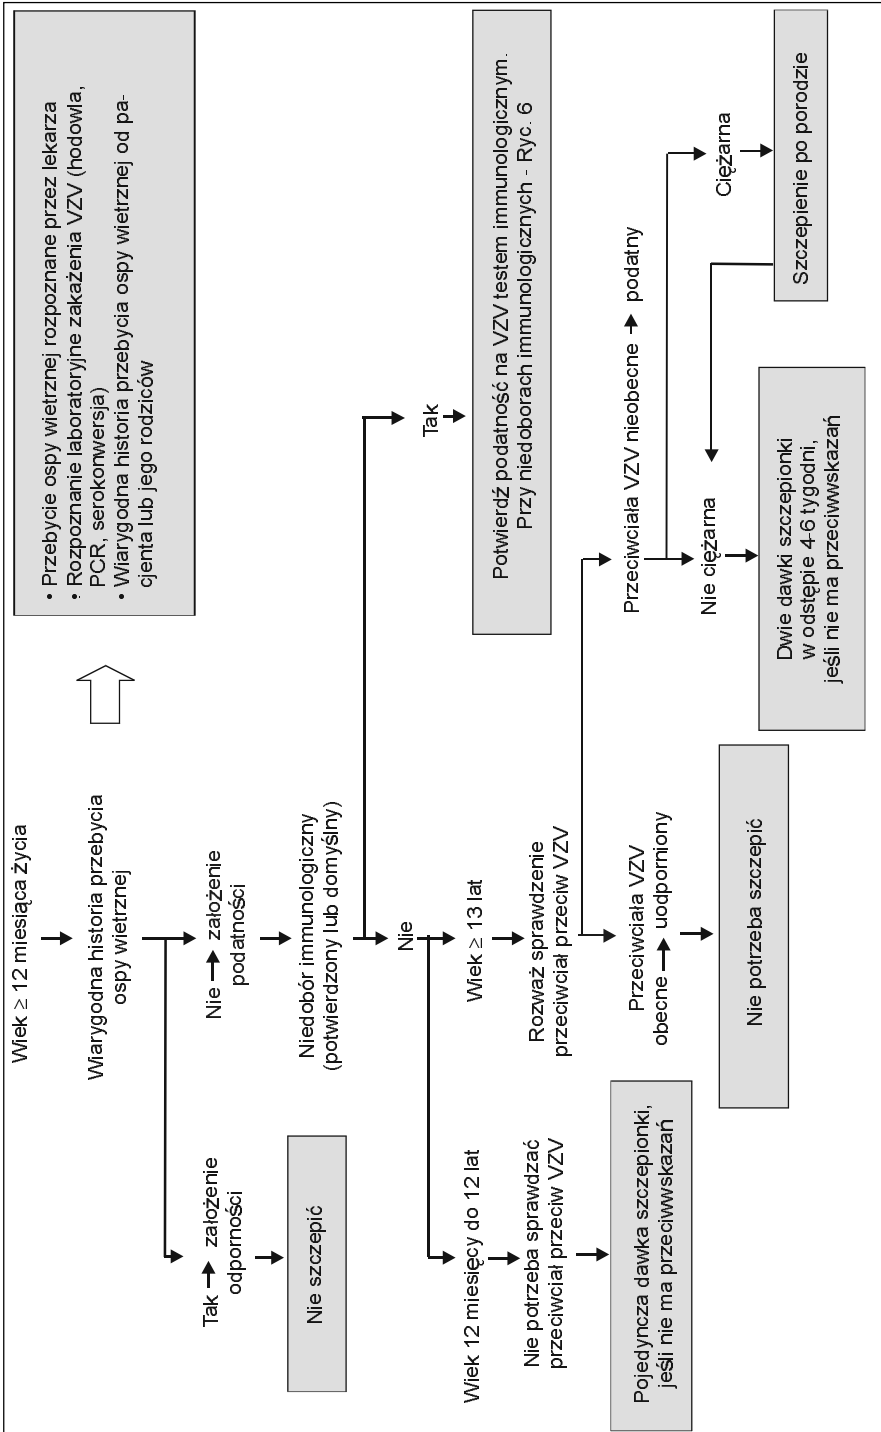 Wiek ≥ 12 miesiąca życia
Wiarygodna historia przebycia
ospy wietrznej
• Przebycie ospy wietrznej rozpoznane przez lekarza
• Rozpoznanie laboratoryjne zakażenia VZV (hodowla,
PCR, serokonwersja)
• Wiarygodna historia przebycia ospy wietrznej od pa-
cjenta lub jego rodziców
Tak → założenie
odporności
Nie szczepić
Nie → założenie
podatności
Niedobór immunologiczny
(potwierdzony lub domyślny)
Nie
Tak
Potwierdź podatność na VZV testem immunologicznym.
Przy niedoborach immunologicznych - Ryc. 6
Wiek 12 miesięcy do 12 lat
Nie potrzeba sprawdzać
przeciwciał przeciw VZV
Pojedyncza dawka szczepionki,
jeśli nie ma przeciwwskazań
Wiek ≥ 13 lat
Rozważ sprawdzenie
przeciwciał przeciw VZV
Przeciwciała VZV
obecne → uodporniony
Nie potrzeba szczepić
Przeciwciała VZV nieobecne → podatny
Nie ciężarna
Dwie dawki szczepionki
w odstępie 4-6 tygodni,
jeśli nie ma przeciwwskazań
Ciężarna
Szczepienie po porodzie